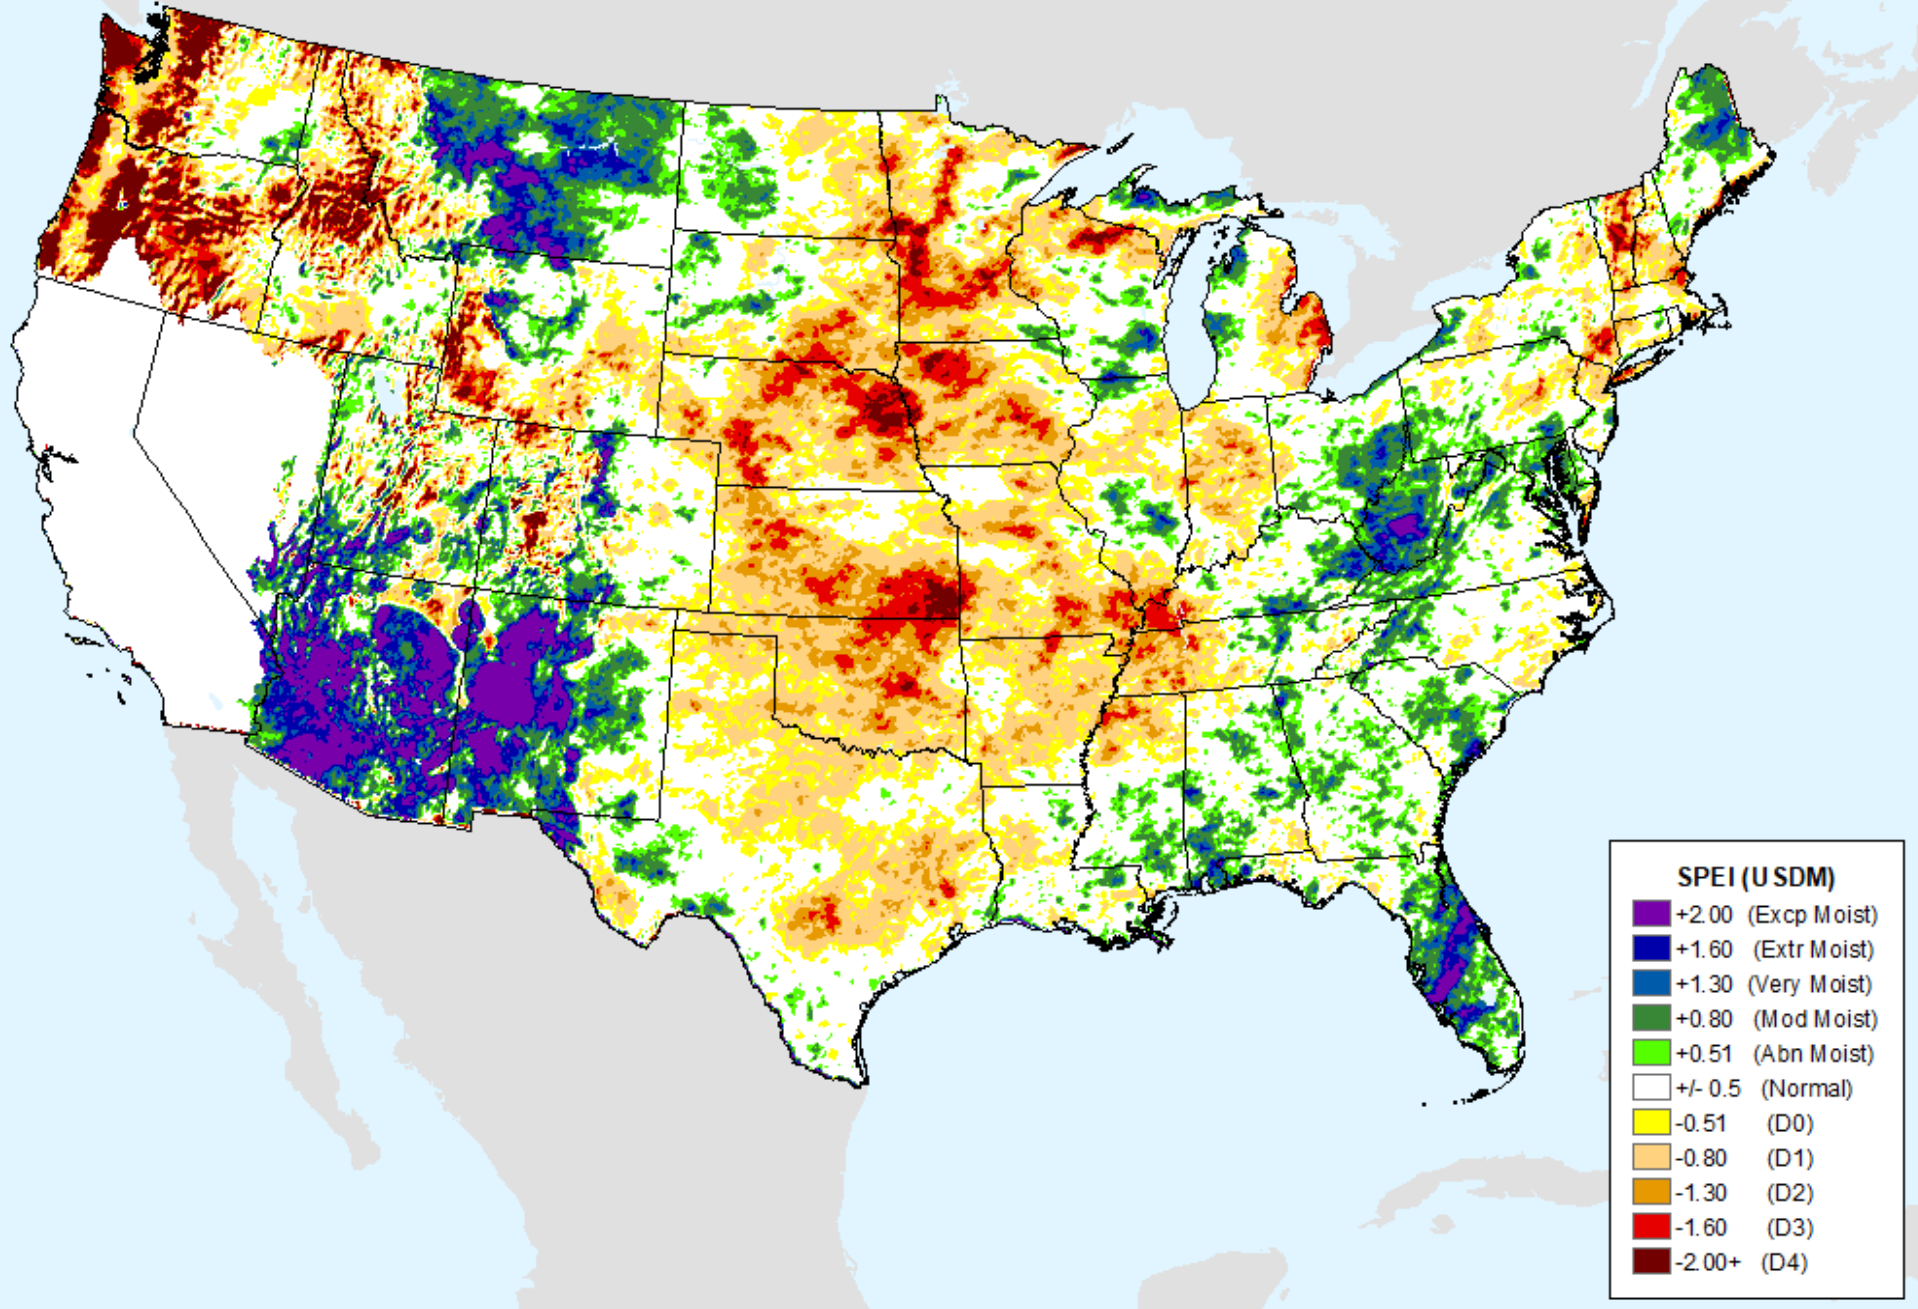 SPEI (USDM)
+2.00 (Excp Moist)
+1.60 (Extr Moist)
+1.30 (Very Moist)
+0.80 (Mod Moist)
+0.51 (Abn Moist)
+/- 0.5 (Normal)
-0.51 (D0)
-0.80 (D1)
-1.30 (D2)
-1.60 (D3)
-2.00+ (D4)